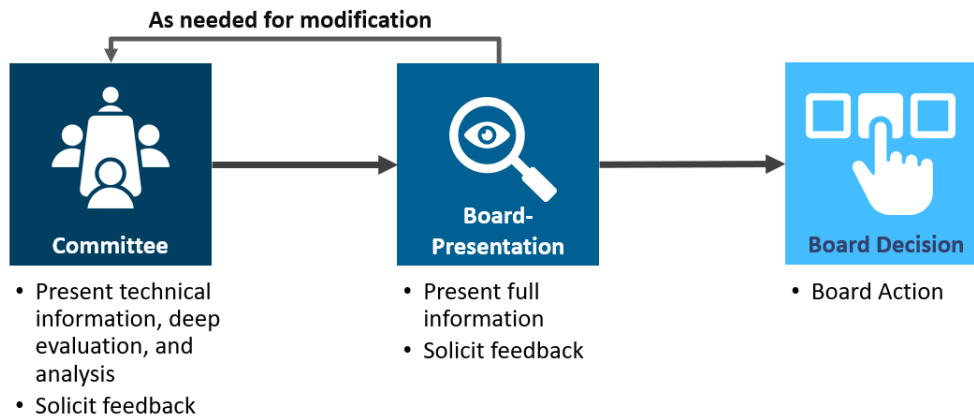 As needed for modification
Committee
Board-
Presentation
Board Decision
• Present technical
information, deep
evaluation, and
analysis
• Solicit feedback
• Present full
information
• Solicit feedback
• Board Action